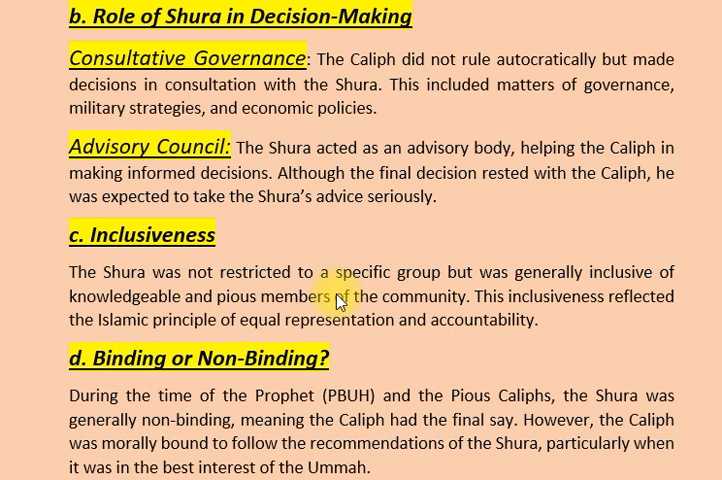 b. Role of Shura in Decision-Making
Consultative Governance: The Caliph did not rule autocratically but made
decisions in consultation with the Shura. This included matters of governance,
military strategies, and economic policies.
Advisory Council: The Shura acted as an advisory body, helping the Caliph in
making informed decisions. Although the final decision rested with the Caliph, he
was expected to take the Shura’s advice seriously.
c. Inclusiveness
The Shura was not restricted to a specific group but was generally inclusive of
knowledgeable and pious members of the community. This inclusiveness reflected
the Islamic principle of equal representation and accountability.
d. Binding or Non-Binding?
During the time of the Prophet (PBUH) and the Pious Caliphs, the Shura was
generally non-binding, meaning the Caliph had the final say. However, the Caliph
was morally bound to follow the recommendations of the Shura, particularly when
it was in the best interest of the Ummah.